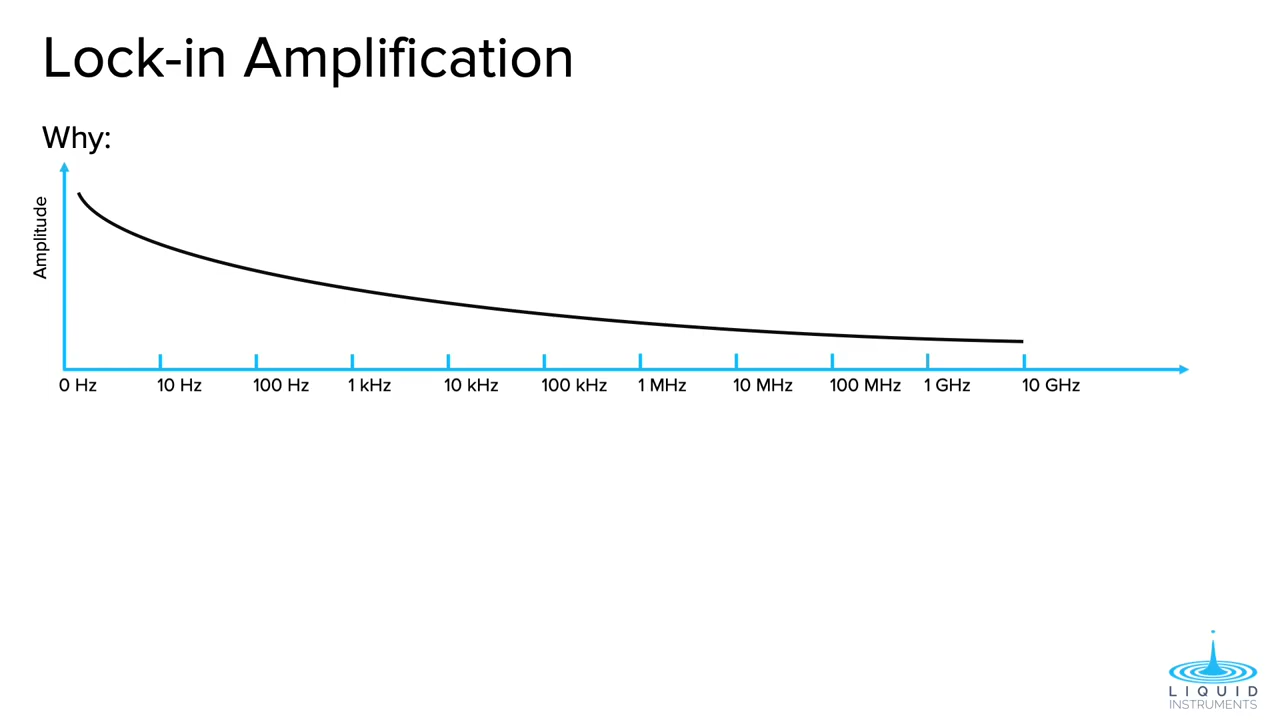 Lock-in Amplification
Why:
Amplitude
0 Hz 10 Hz 100 Hz 1 kHz 10 kHz 100 kHz 1 MHz 10 MHz 100 MHz 1 GHz 10 GHz
LIQUID
INSTRUMENTS